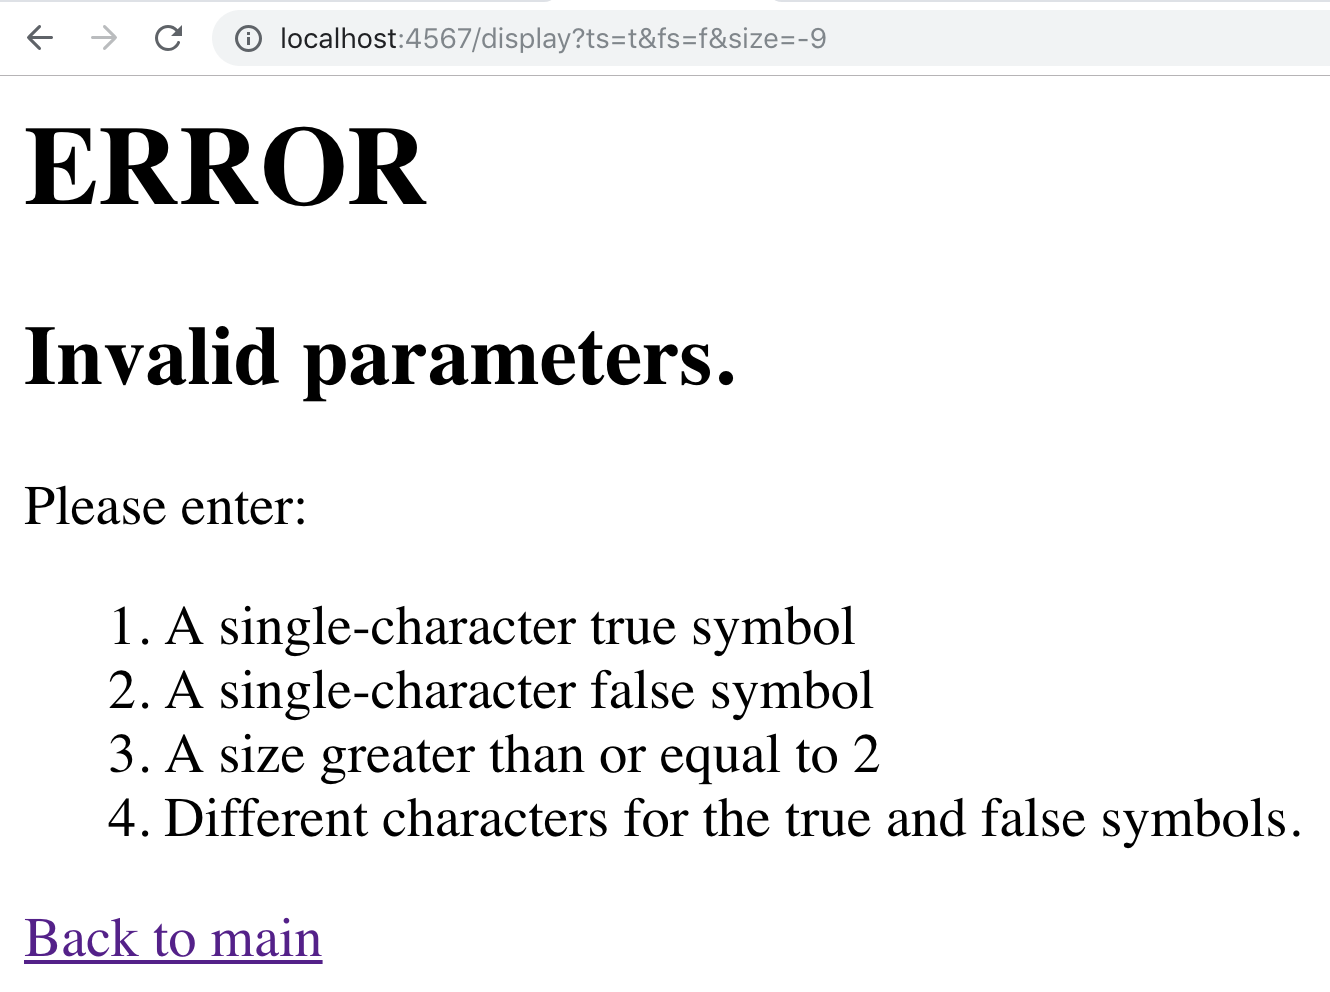 localhost:4567/display?ts=t&fs=f&size=-9
ERROR
Invalid parameters.
Please enter:
1. A single-character true symbol
2. A single-character false symbol
3. A size greater than or equal to 2
4. Different characters for the true and false symbols.
Back to main